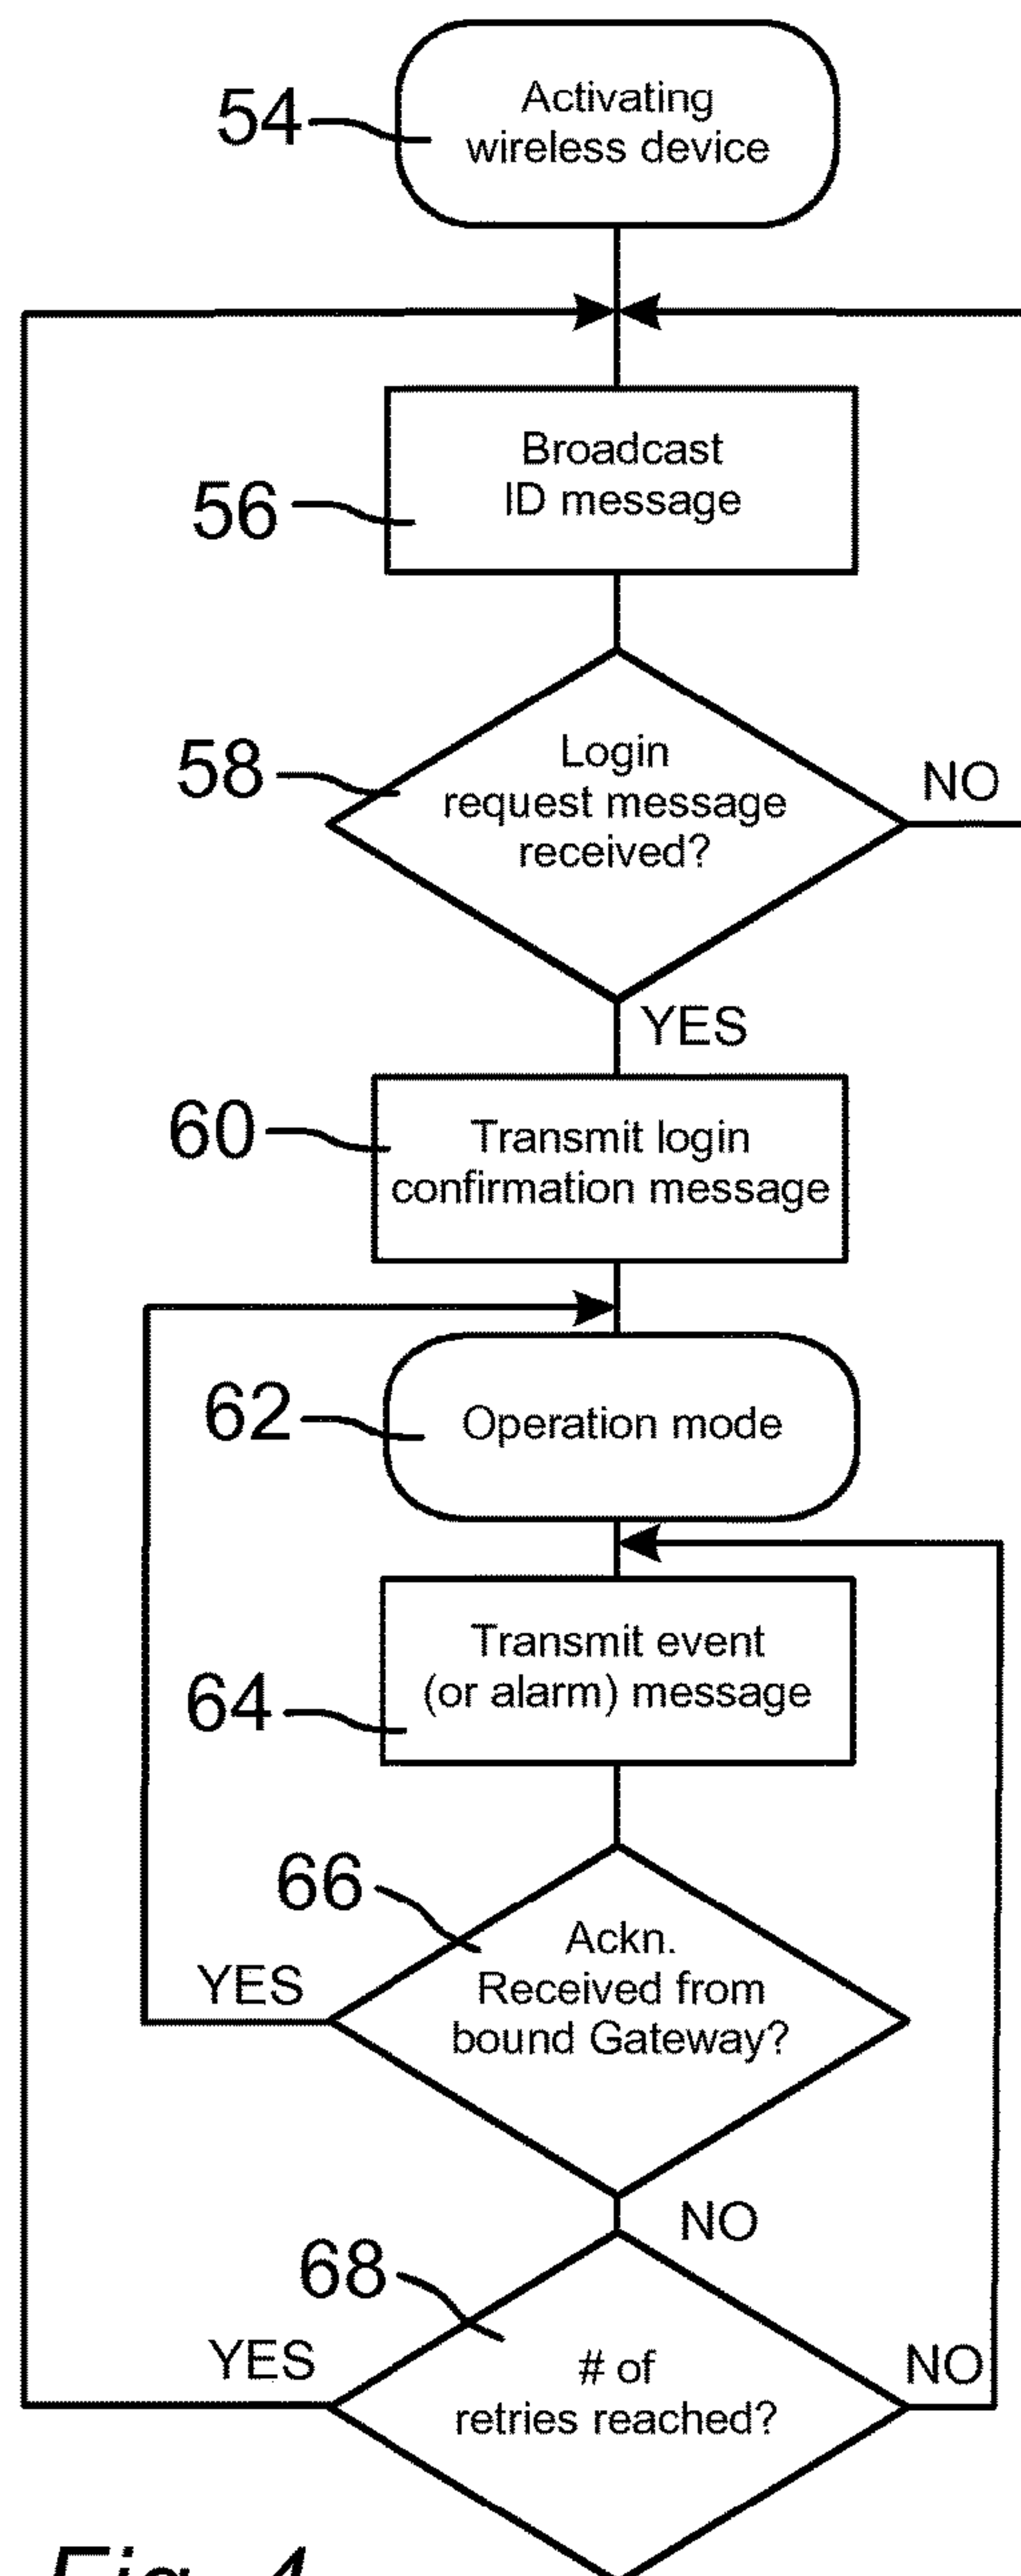 54
Activating
wireless device
56
Broadcast
ID message
58
Login
request message
received?
NO
YES
60
Transmit login
confirmation message
62
Operation mode
64
Transmit event
(or alarm) message
66
Ackn.
Received from
bound Gateway?
YES
NO
68
# of
retries reached?
YES
NO
Fig. 4